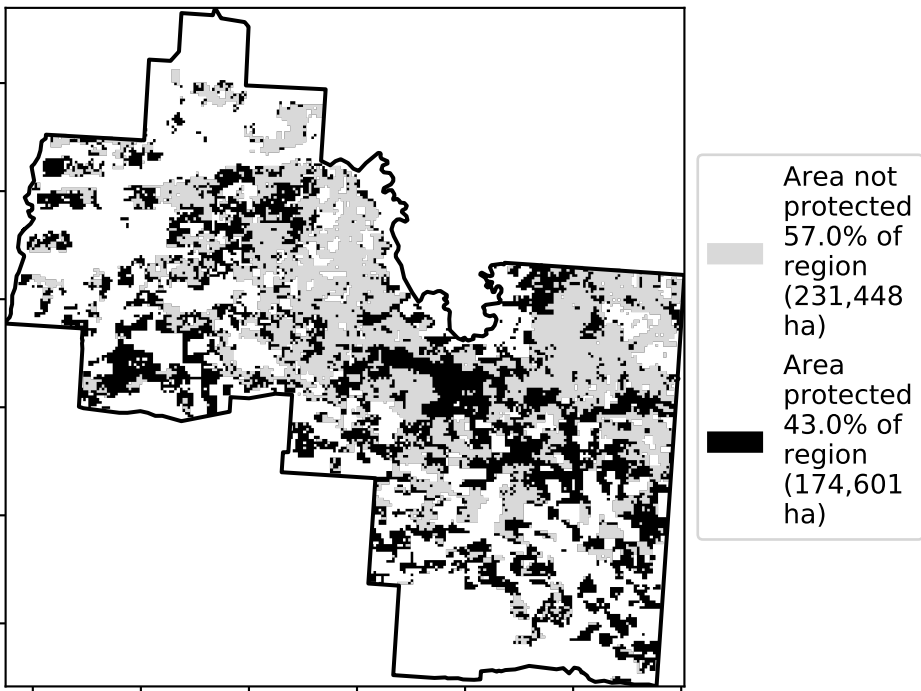 Area not
protected
57.0% of
region
(231,448
ha)
Area
protected
43.0% of
region
(174,601
ha)